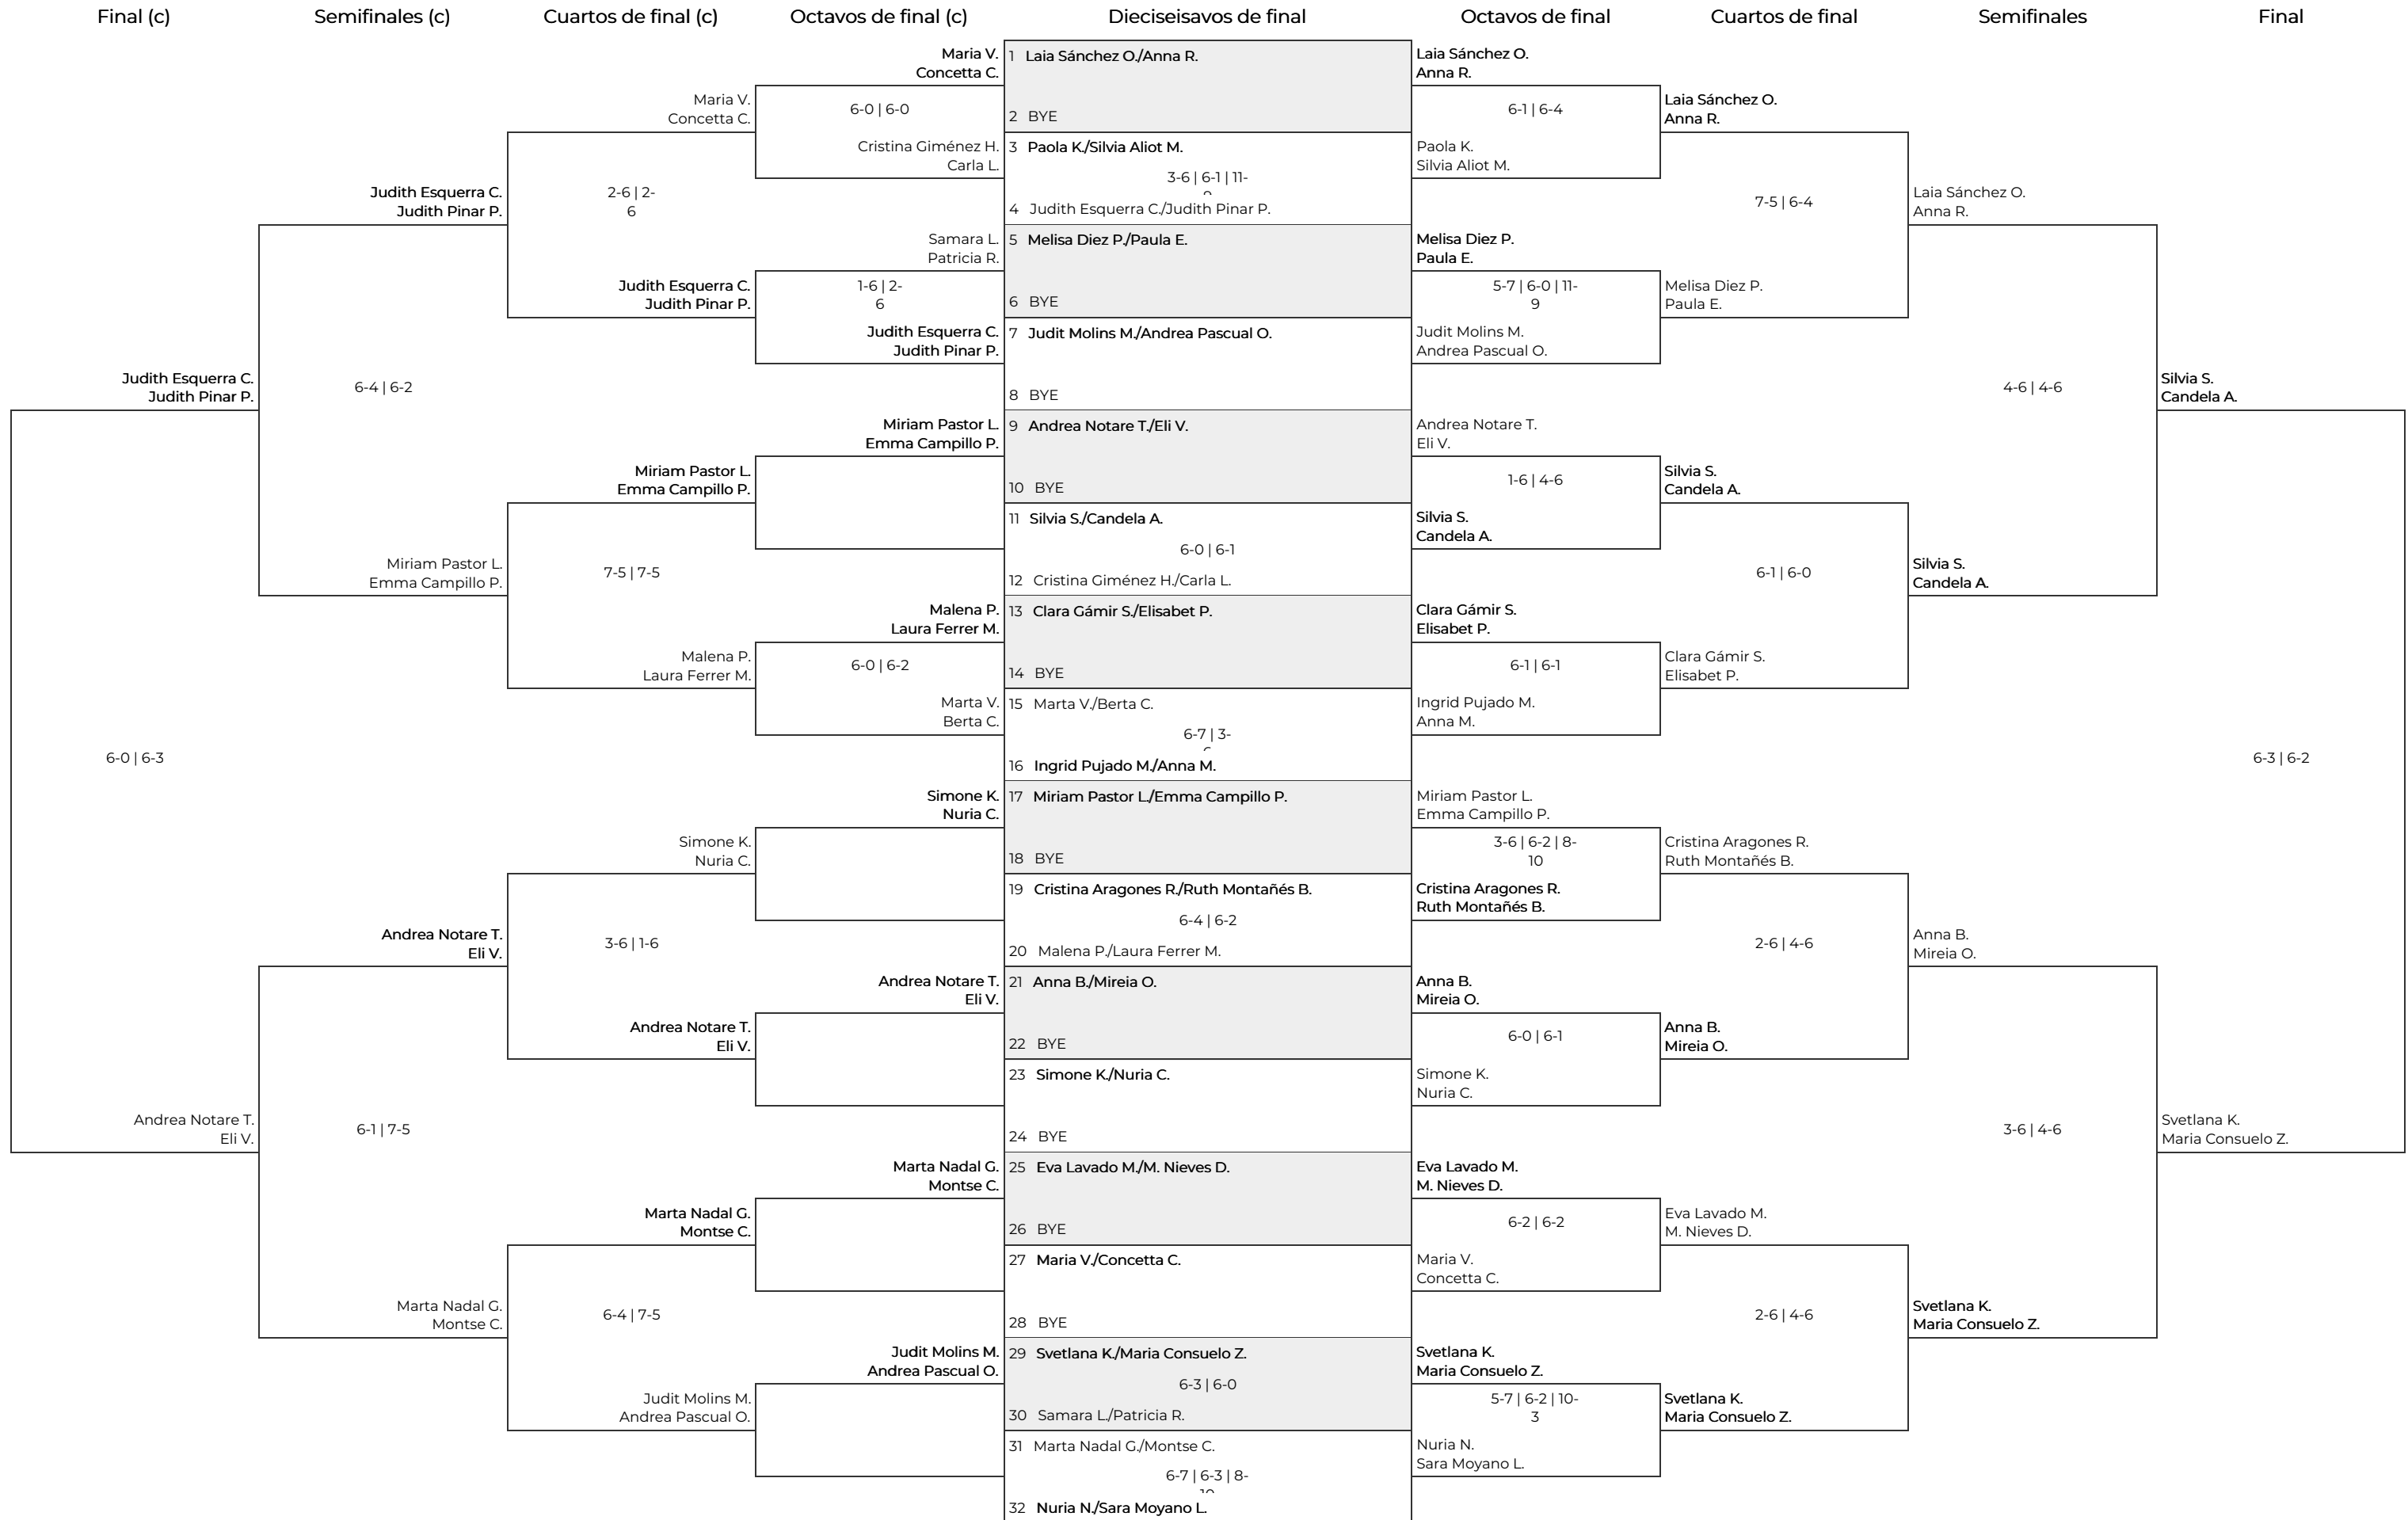 Final (c)
Semifinales (c)
Cuartos de final (c)
Octavos de final (c)
Dieciseisavos de final
Octavos de final
Cuartos de final
Semifinales
Final
Judith Esquerra C.
Judith Pinar P.
6-0 | 6-3
Andrea Notare T.
Eli V.
Judith Esquerra C.
Judith Pinar P.
6-4 | 6-2
Miriam Pastor L.
Emma Campillo P.
Andrea Notare T.
Eli V.
6-1 | 7-5
Marta Nadal G.
Montse C.
Maria V.
Concetta C.
2-6 | 2-
6
Judith Esquerra C.
Judith Pinar P.
Miriam Pastor L.
Emma Campillo P.
7-5 | 7-5
Malena P.
Laura Ferrer M.
Simone K.
Nuria C.
3-6 | 1-6
Andrea Notare T.
Eli V.
Marta Nadal G.
Montse C.
6-4 | 7-5
Judit Molins M.
Andrea Pascual O.
Maria V.
Concetta C.
6-0 | 6-0
Cristina Giménez H.
Carla L.
Samara L.
Patricia R.
1-6 | 2-
6
Judith Esquerra C.
Judith Pinar P.
Miriam Pastor L.
Emma Campillo P.
Malena P.
Laura Ferrer M.
6-0 | 6-2
Marta V.
Berta C.
Simone K.
Nuria C.
Andrea Notare T.
Eli V.
Marta Nadal G.
Montse C.
Judit Molins M.
Andrea Pascual O.
1 Laia Sánchez O./Anna R.
2 BYE
3 Paola K./Silvia Aliot M.
3-6 | 6-1 | 11-
4 Judith Esquerra C./Judith Pinar P.
5 Melisa Diez P./Paula E.
6 BYE
7 Judit Molins M./Andrea Pascual O.
8 BYE
9 Andrea Notare T./Eli V.
10 BYE
11 Silvia S./Candela A.
6-0 | 6-1
12 Cristina Giménez H./Carla L.
13 Clara Gámir S./Elisabet P.
14 BYE
15 Marta V./Berta C.
6-7 | 3-
16 Ingrid Pujado M./Anna M.
17 Miriam Pastor L./Emma Campillo P.
18 BYE
19 Cristina Aragones R./Ruth Montañés B.
6-4 | 6-2
20 Malena P./Laura Ferrer M.
21 Anna B./Mireia O.
22 BYE
23 Simone K./Nuria C.
24 BYE
25 Eva Lavado M./M. Nieves D.
26 BYE
27 Maria V./Concetta C.
28 BYE
29 Svetlana K./Maria Consuelo Z.
6-3 | 6-0
30 Samara L./Patricia R.
31 Marta Nadal G./Montse C.
6-7 | 6-3 | 8-
32 Nuria N./Sara Moyano L.
Laia Sánchez O.
Anna R.
6-1 | 6-4
Paola K.
Silvia Aliot M.
Melisa Diez P.
Paula E.
5-7 | 6-0 | 11-
9
Judit Molins M.
Andrea Pascual O.
Andrea Notare T.
Eli V.
1-6 | 4-6
Silvia S.
Candela A.
Clara Gámir S.
Elisabet P.
6-1 | 6-1
Ingrid Pujado M.
Anna M.
Miriam Pastor L.
Emma Campillo P.
3-6 | 6-2 | 8-
10
Cristina Aragones R.
Ruth Montañés B.
Anna B.
Mireia O.
6-0 | 6-1
Simone K.
Nuria C.
Eva Lavado M.
M. Nieves D.
6-2 | 6-2
Maria V.
Concetta C.
Svetlana K.
Maria Consuelo Z.
5-7 | 6-2 | 10-
3
Nuria N.
Sara Moyano L.
Laia Sánchez O.
Anna R.
7-5 | 6-4
Melisa Diez P.
Paula E.
Silvia S.
Candela A.
6-1 | 6-0
Clara Gámir S.
Elisabet P.
Cristina Aragones R.
Ruth Montañés B.
2-6 | 4-6
Anna B.
Mireia O.
Eva Lavado M.
M. Nieves D.
2-6 | 4-6
Svetlana K.
Maria Consuelo Z.
Laia Sánchez O.
Anna R.
4-6 | 4-6
Silvia S.
Candela A.
Anna B.
Mireia O.
3-6 | 4-6
Svetlana K.
Maria Consuelo Z.
Silvia S.
Candela A.
6-3 | 6-2
Svetlana K.
Maria Consuelo Z.